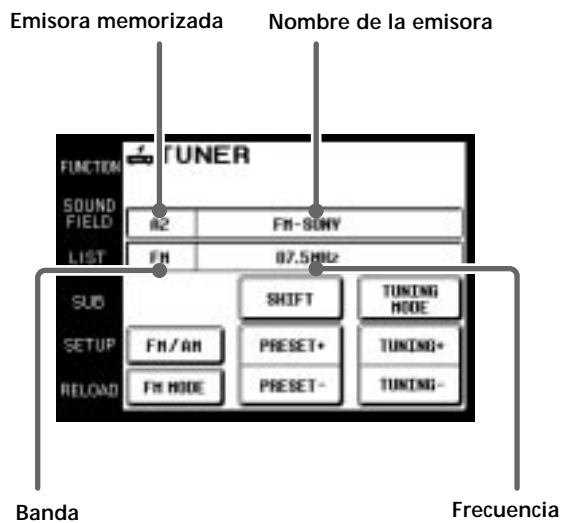 Emisora memorizada
Nombre de la emisora
TUNER
FUNCTION
SOUND
FIELD
A2
FM-SONY
LIST
FM
87.5MHz
SUB
SHIFT
TUNING
MODE
SETUP
FM/AM
PRESET+
TUNING+
RELOAD
FM MODE
PRESET-
TUNING-
Banda
Frecuencia